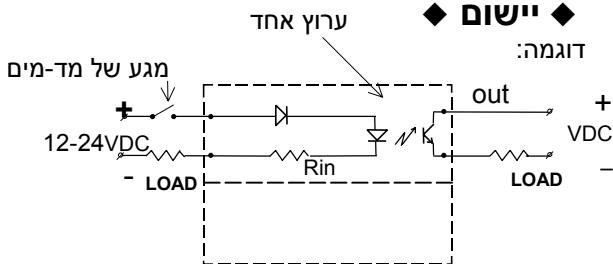 ◆ יישום ◆
דוגמה:
ערוץ אחד
מגע של מד-מים
+
12-24VDC
-
LOAD
Rin
out
+
VDC
LOAD
–